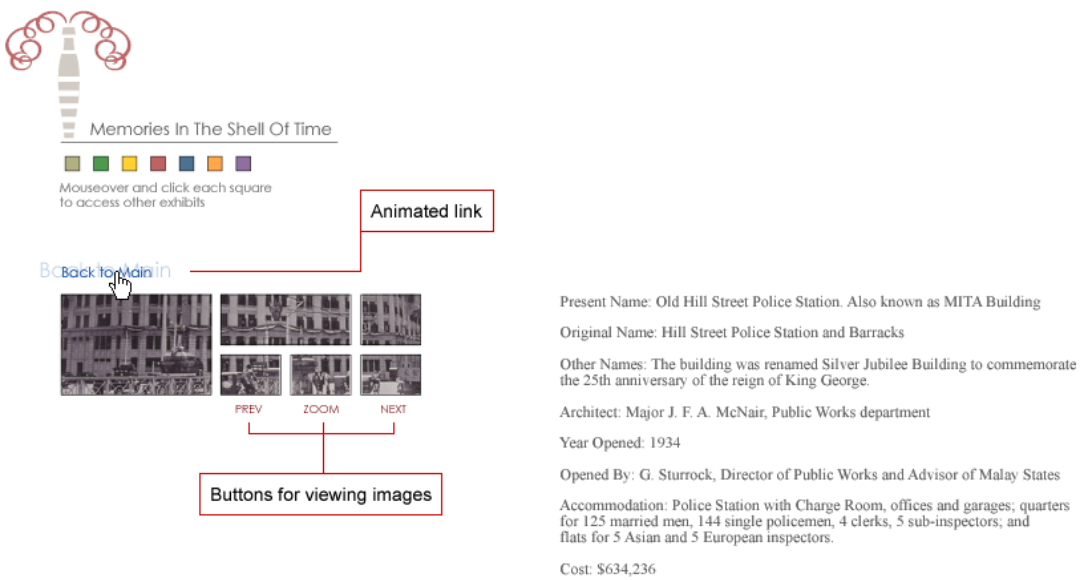 Memories In The Shell Of Time
Mouseover and click each square
to access other exhibits
Animated link
Back to Main
Back to Main
PREV ZOOM NEXT
Buttons for viewing images
Present Name: Old Hill Street Police Station. Also known as MITA Building
Original Name: Hill Street Police Station and Barracks
Other Names: The building was renamed Silver Jubilee Building to commemorate
the 25th anniversary of the reign of King George.
Architect: Major J. F. A. McNair, Public Works department
Year Opened: 1934
Opened By: G. Sturrock, Director of Public Works and Advisor of Malay States
Accommodation: Police Station with Charge Room, offices and garages; quarters
for 125 married men, 144 single policemen, 4 clerks, 5 sub-inspectors; and
flats for 5 Asian and 5 European inspectors.
Cost: $634,236